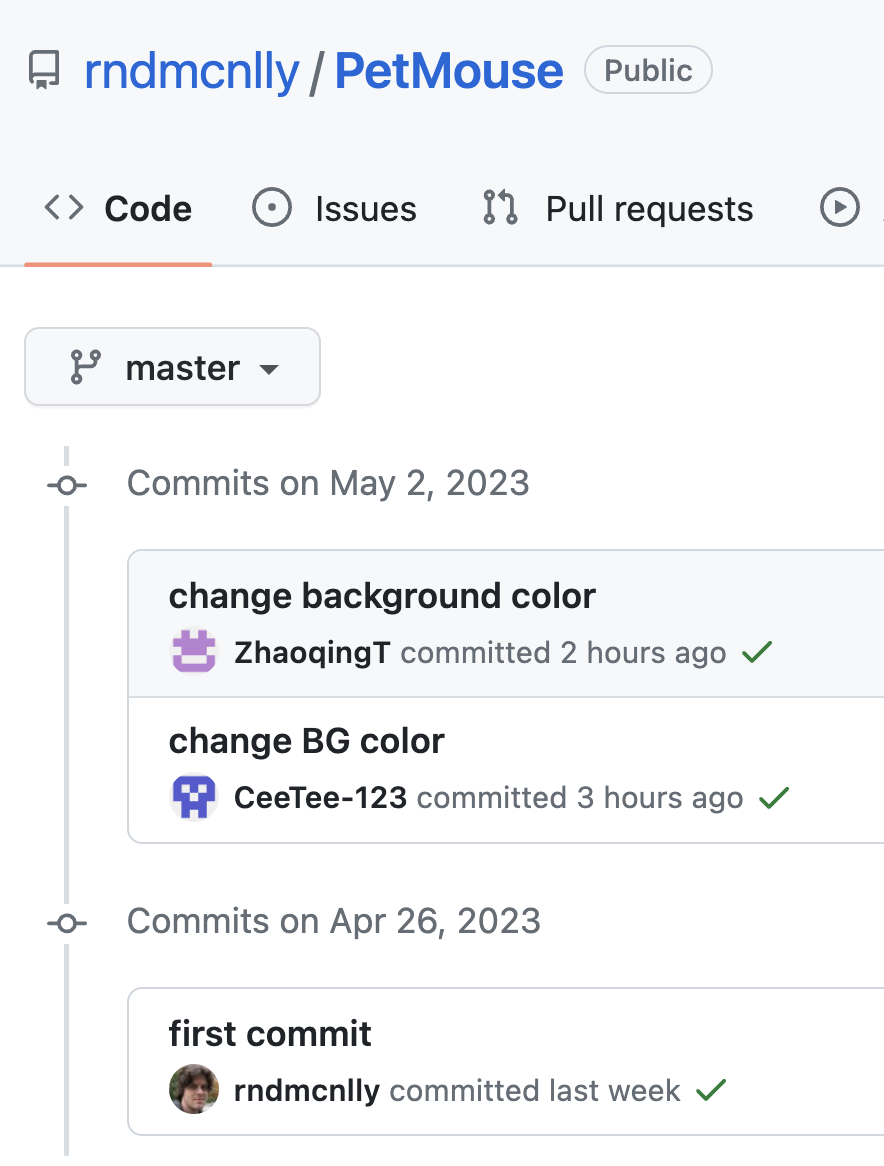 rndmcnlly / PetMouse Public
Code Issues Pull requests
master
Commits on May 2, 2023
change background color
ZhaoqingT committed 2 hours ago
change BG color
CeeTee-123 committed 3 hours ago
Commits on Apr 26, 2023
first commit
rndmcnlly committed last week